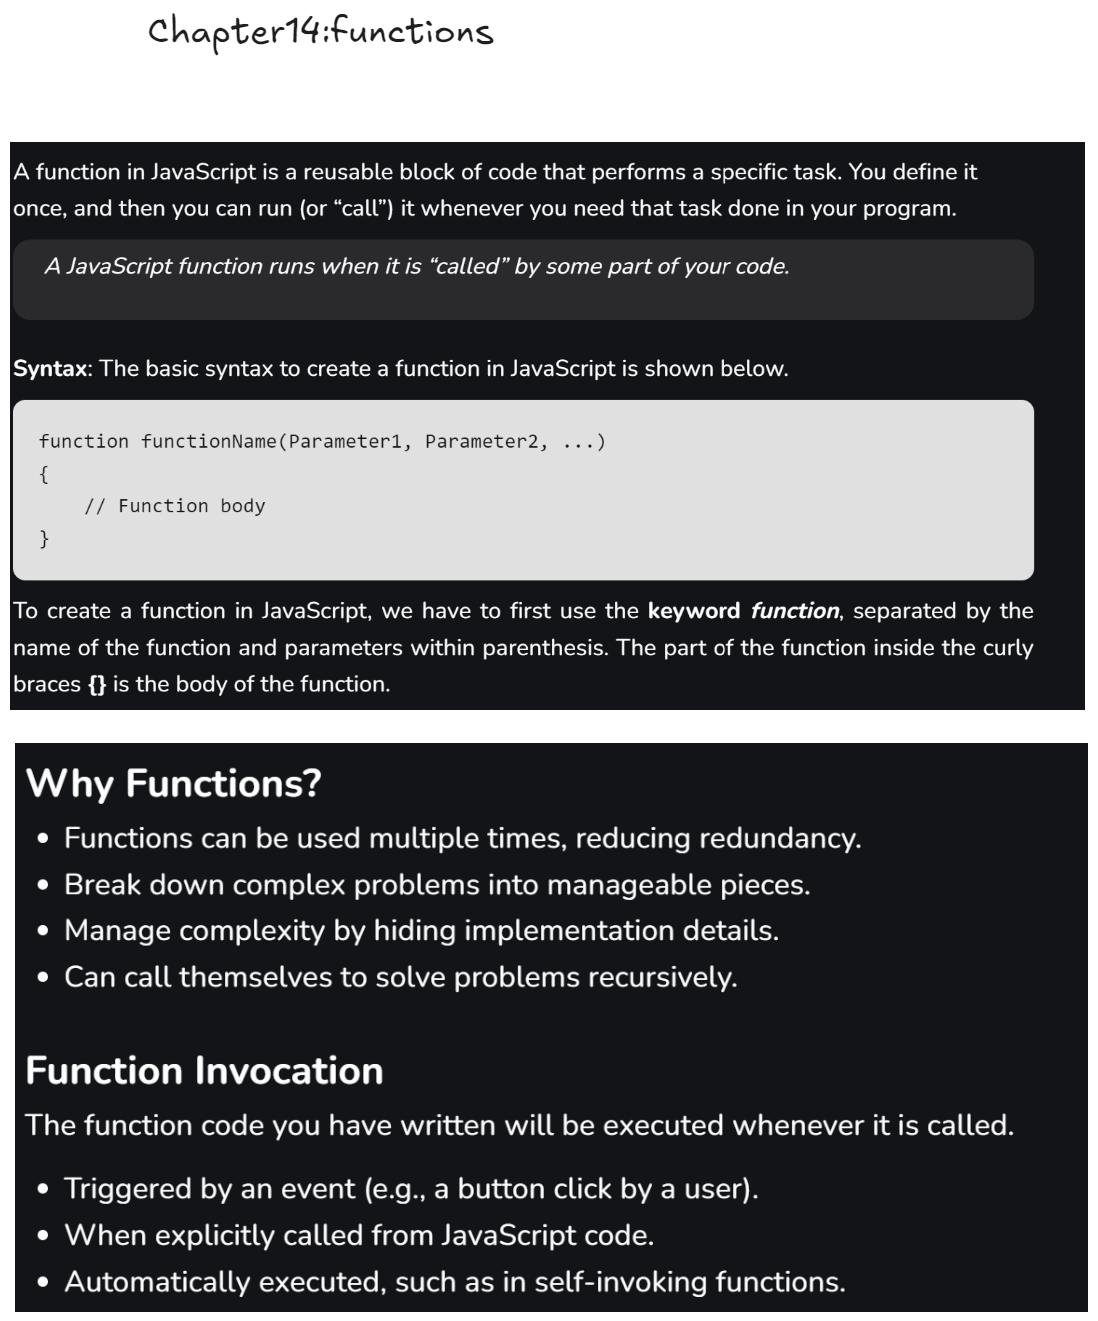 Chapter14:functions
A function in JavaScript is a reusable block of code that performs a specific task. You define it
once, and then you can run (or “call”) it whenever you need that task done in your program.
A JavaScript function runs when it is “called” by some part of your code.
Syntax: The basic syntax to create a function in JavaScript is shown below.
function functionName(Parameter1, Parameter2, ...)
{
    // Function body
}
To create a function in JavaScript, we have to first use the keyword function, separated by the
name of the function and parameters within parenthesis. The part of the function inside the curly
braces {} is the body of the function.
Why Functions?
• Functions can be used multiple times, reducing redundancy.
• Break down complex problems into manageable pieces.
• Manage complexity by hiding implementation details.
• Can call themselves to solve problems recursively.
Function Invocation
The function code you have written will be executed whenever it is called.
• Triggered by an event (e.g., a button click by a user).
• When explicitly called from JavaScript code.
• Automatically executed, such as in self-invoking functions.